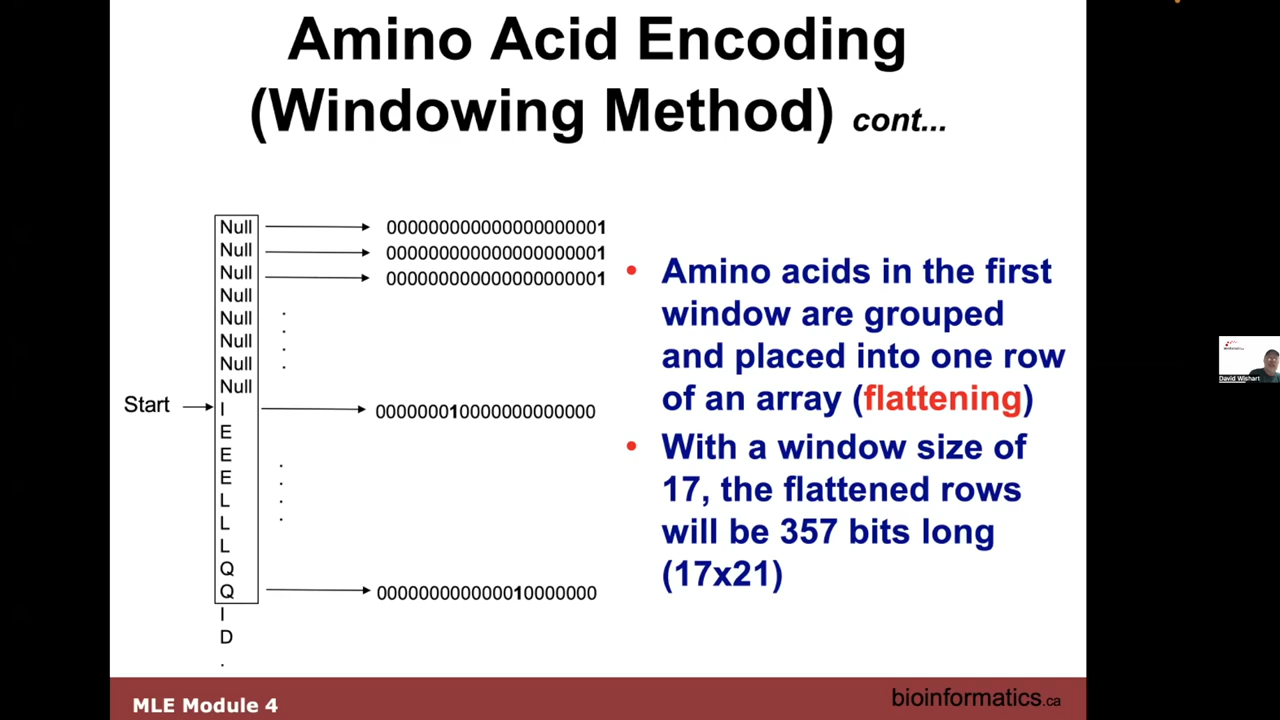 Amino Acid Encoding
(Windowing Method) cont...
Null
000000000000000000001
Null
000000000000000000001
Null
000000000000000000001
Null
Null
Null
Null
Null
Start
I
000000010000000000000
E
E
E
L
L
L
Q
Q
000000000000010000000
I
D
.
• Amino acids in the first
window are grouped
and placed into one row
of an array (flattening)
• With a window size of
17, the flattened rows
will be 357 bits long
(17x21)
David Wishart
MLE Module 4
bioinformatics.ca